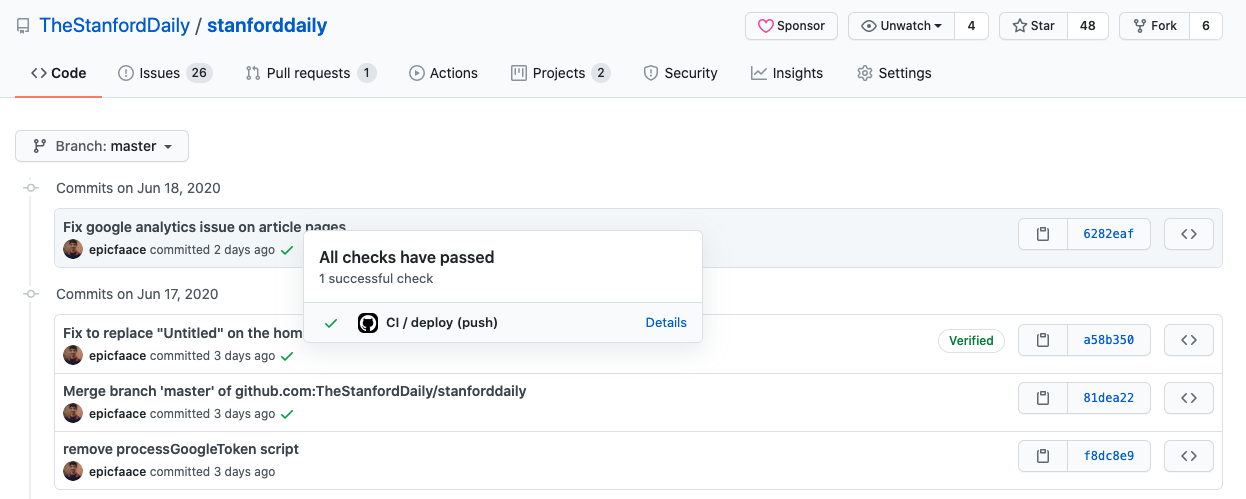 TheStanfordDaily / stanforddaily Sponsor Unwatch 4 Star 48 Fork 6
Code Issues 26 Pull requests 1 Actions Projects 2 Security Insights Settings
Branch: master
Commits on Jun 18, 2020
Fix google analytics issue on article pages
epicfaace committed 2 days ago
6282eaf
All checks have passed
1 successful check
CI / deploy (push) Details
Commits on Jun 17, 2020
Fix to replace "Untitled" on the hom
epicfaace committed 3 days ago
Verified a58b350
Merge branch 'master' of github.com:TheStanfordDaily/stanforddaily
epicfaace committed 3 days ago
81dea22
remove processGoogleToken script
epicfaace committed 3 days ago
f8dc8e9